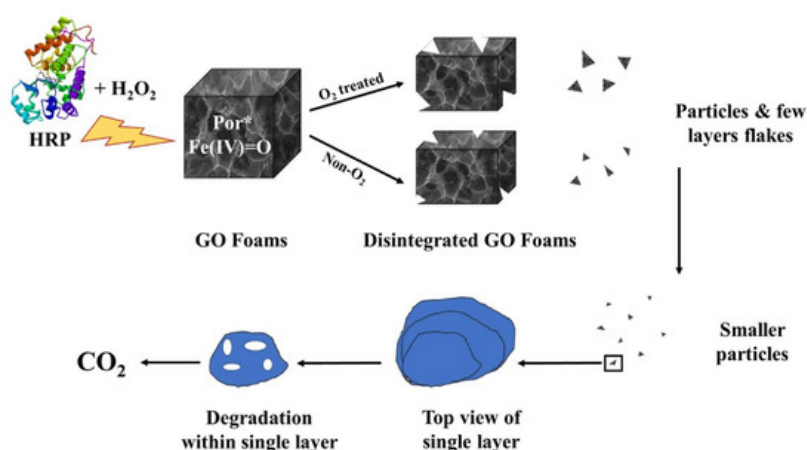 + H₂O₂
HRP
Por*
Fe(IV)=O
O₂ treated
Non-O₂
Particles & few
layers flakes
GO Foams
Disintegrated GO Foams
Smaller
particles
CO₂
Degradation
within single layer
Top view of
single layer